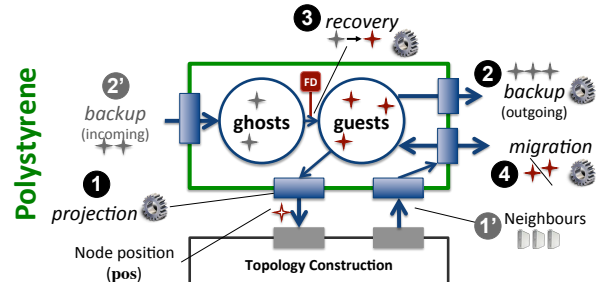 3 recovery
FD
2'
backup
(incoming)
ghosts
guests
2
backup
(outgoing)
migration
4
Polystyrene
1
projection
1'
Neighbours
Node position
(pos)
Topology Construction